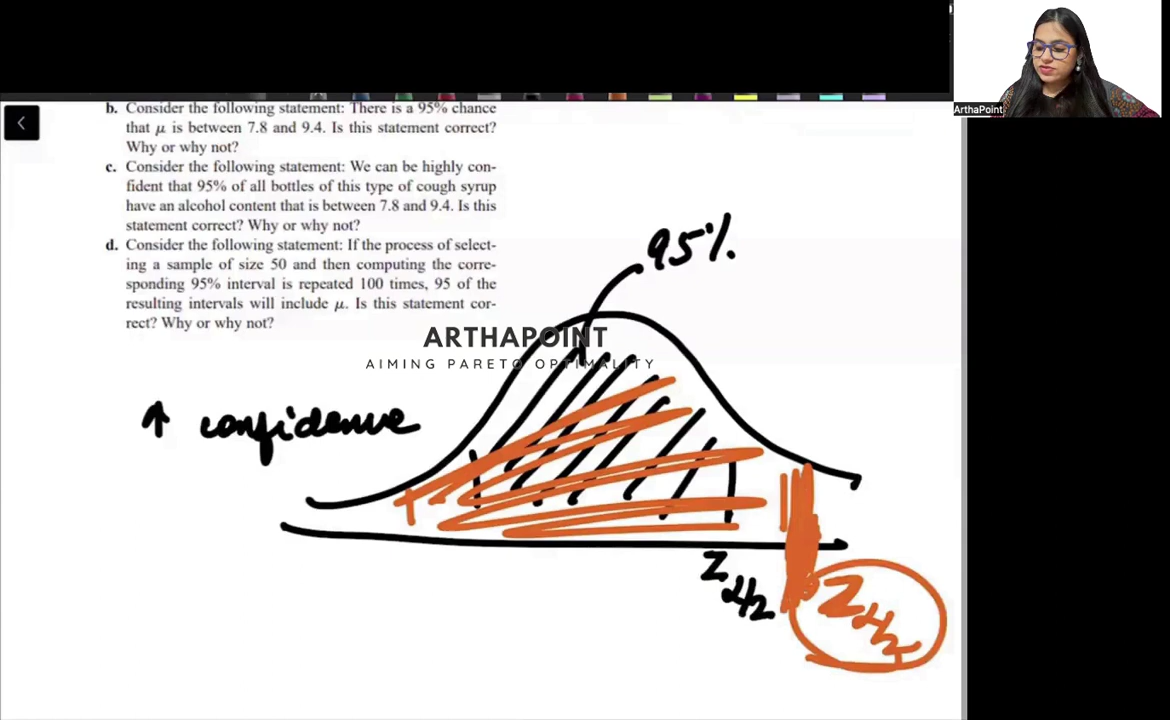 ArthaPoint
b. Consider the following statement: There is a 95% chance
that μ is between 7.8 and 9.4. Is this statement correct?
Why or why not?
c. Consider the following statement: We can be highly con-
fident that 95% of all bottles of this type of cough syrup
have an alcohol content that is between 7.8 and 9.4. Is this
statement correct? Why or why not?
d. Consider the following statement: If the process of select-
ing a sample of size 50 and then computing the corre-
sponding 95% interval is repeated 100 times, 95 of the
resulting intervals will include μ. Is this statement cor-
rect? Why or why not?
95%
ARTHAPOINT
AIMING PARETO OPTIMALITY
↑ confidence
Z α/2
Z α/2